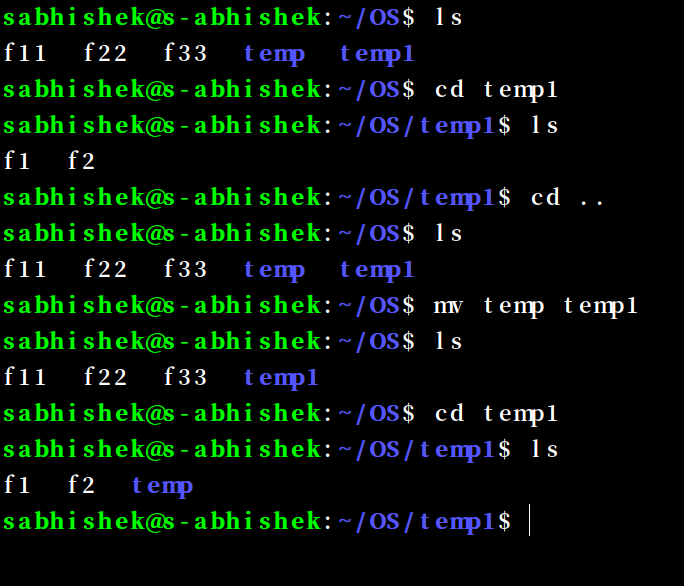 sabhishek@s-abhishek:~/OS$ ls
f11 f22 f33 temp temp1
sabhishek@s-abhishek:~/OS$ cd temp1
sabhishek@s-abhishek:~/OS/temp1$ ls
f1 f2
sabhishek@s-abhishek:~/OS/temp1$ cd ..
sabhishek@s-abhishek:~/OS$ ls
f11 f22 f33 temp temp1
sabhishek@s-abhishek:~/OS$ mv temp temp1
sabhishek@s-abhishek:~/OS$ ls
f11 f22 f33 temp1
sabhishek@s-abhishek:~/OS$ cd temp1
sabhishek@s-abhishek:~/OS/temp1$ ls
f1 f2 temp
sabhishek@s-abhishek:~/OS/temp1$